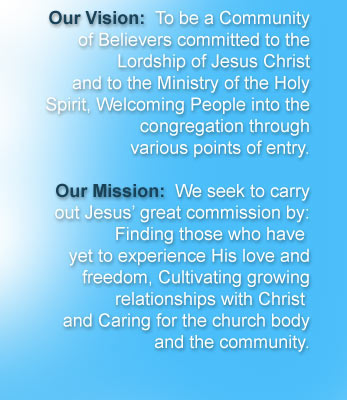 Our Vision:  To be a Community
of Believers committed to the
Lordship of Jesus Christ
and to the Ministry of the Holy
Spirit, Welcoming People into the
congregation through
various points of entry.

Our Mission:  We seek to carry
out Jesus’ great commission by:
Finding those who have
yet to experience His love and
freedom, Cultivating growing
relationships with Christ
and Caring for the church body
and the community.